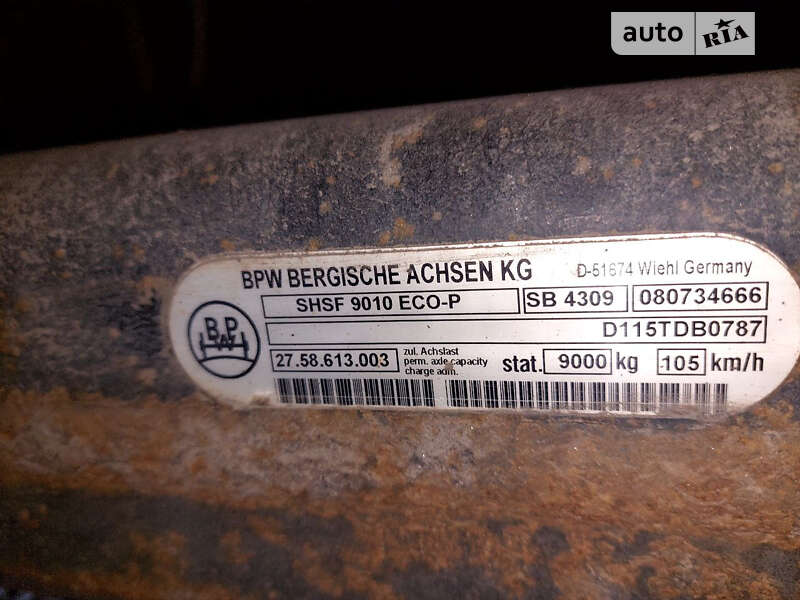 auto RIA
BPW BERGISCHE ACHSEN KG D-51674 Wiehl Germany
SHSF 9010 ECO-P SB 4309 080734666
BPW
D115TDB0787
27.58.613.003 zul. Achslast
perm. axle capacity
charge adm.
stat. 9000 kg 105 km/h